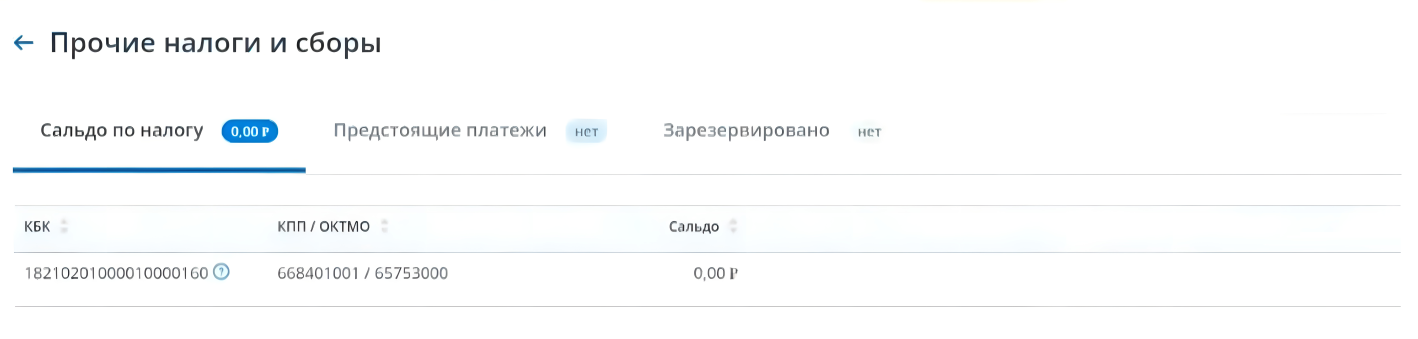 ← Прочие налоги и сборы
Сальдо по налогу 0,00 ₽ Предстоящие платежи нет Зарезервировано нет
КБК КПП / ОКТМО Сальдо
18210201000010000160 ? 668401001 / 65753000 0,00 ₽